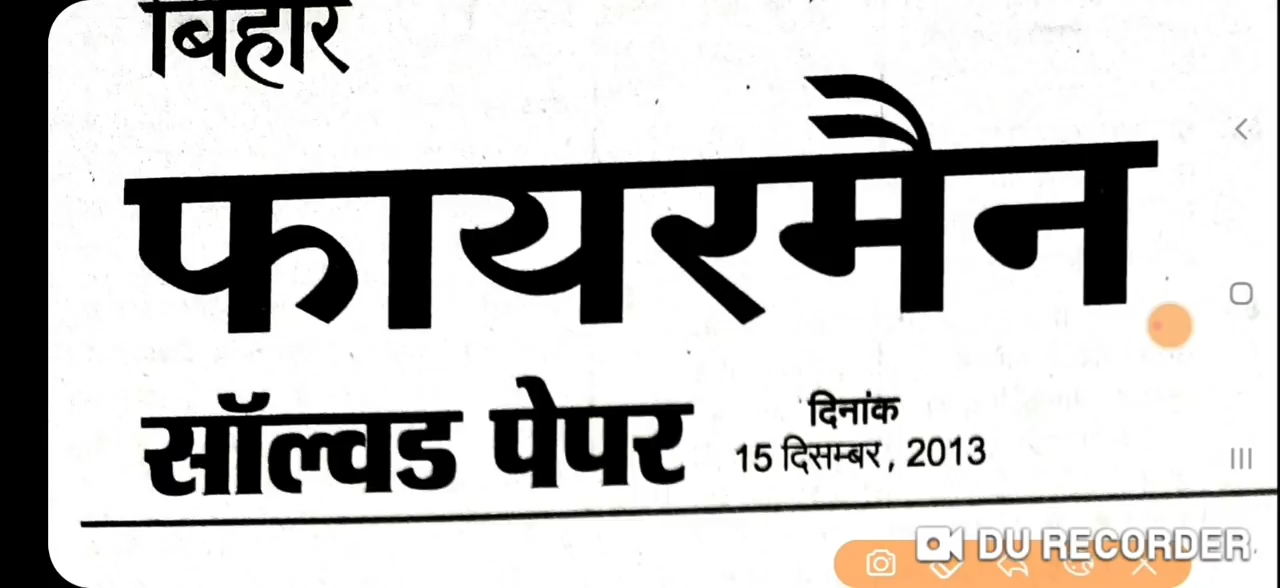 बिहार
फायरमैन
सॉल्वड पेपर
दिनांक
15 दिसम्बर, 2013
DU RECORDER